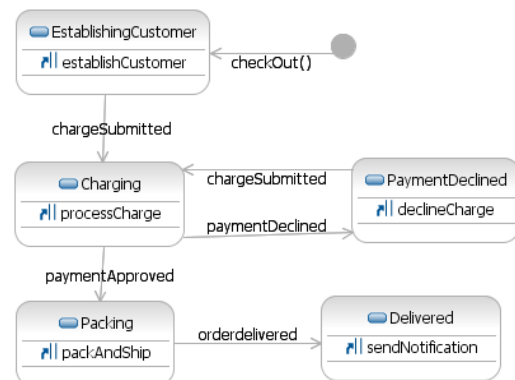 EstablishingCustomer
establishCustomer
checkOut()
chargeSubmitted
Charging
processCharge
chargeSubmitted
PaymentDeclined
declineCharge
paymentDeclined
paymentApproved
Packing
packAndShip
orderdelivered
Delivered
sendNotification